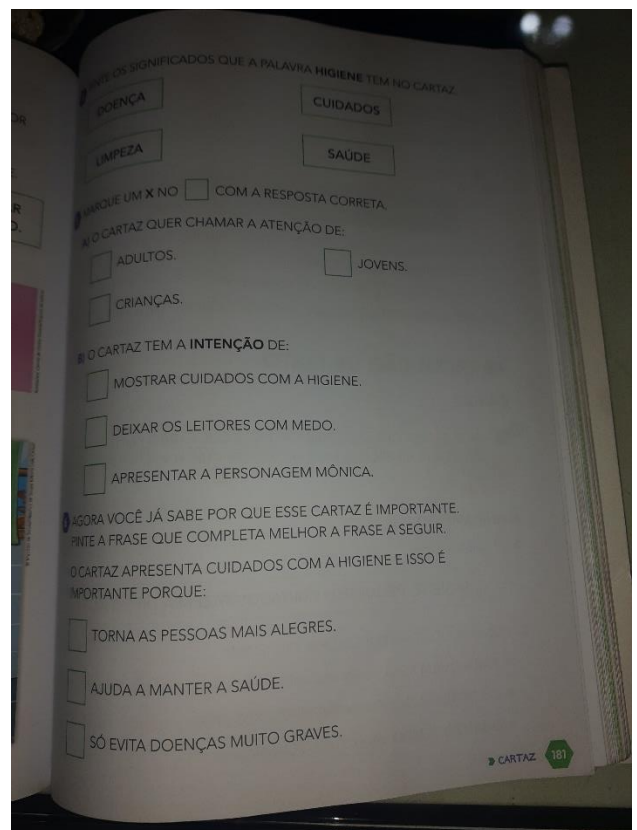 PINTE OS SIGNIFICADOS QUE A PALAVRA HIGIENE TEM NO CARTAZ.
DOENÇA
CUIDADOS
LIMPEZA
SAÚDE
MARQUE UM X NO COM A RESPOSTA CORRETA.
A) O CARTAZ QUER CHAMAR A ATENÇÃO DE:
ADULTOS.
JOVENS.
CRIANÇAS.
B) O CARTAZ TEM A INTENÇÃO DE:
MOSTRAR CUIDADOS COM A HIGIENE.
DEIXAR OS LEITORES COM MEDO.
APRESENTAR A PERSONAGEM MÔNICA.
AGORA VOCÊ JÁ SABE POR QUE ESSE CARTAZ É IMPORTANTE.
PINTE A FRASE QUE COMPLETA MELHOR A FRASE A SEGUIR.
O CARTAZ APRESENTA CUIDADOS COM A HIGIENE E ISSO É
IMPORTANTE PORQUE:
TORNA AS PESSOAS MAIS ALEGRES.
AJUDA A MANTER A SAÚDE.
SÓ EVITA DOENÇAS MUITO GRAVES.
CARTAZ 181